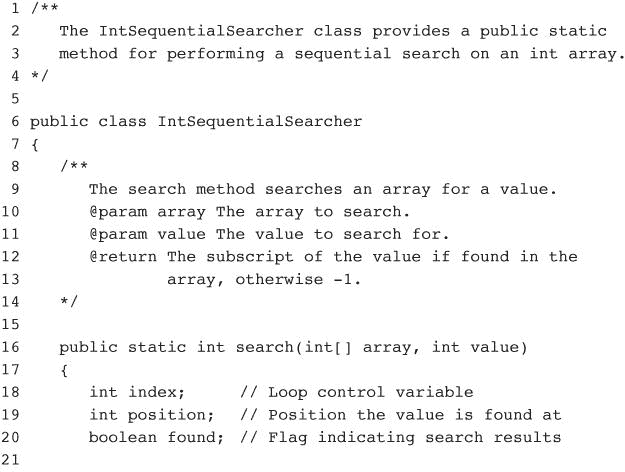 1 /**
2    The IntSequentialSearcher class provides a public static
3    method for performing a sequential search on an int array.
4 */
5
6 public class IntSequentialSearcher
7 {
8    /**
9       The search method searches an array for a value.
10       @param array The array to search.
11       @param value The value to search for.
12       @return The subscript of the value if found in the
13               array, otherwise -1.
14    */
15
16    public static int search(int[] array, int value)
17    {
18       int index;      // Loop control variable
19       int position;   // Position the value is found at
20       boolean found;  // Flag indicating search results
21